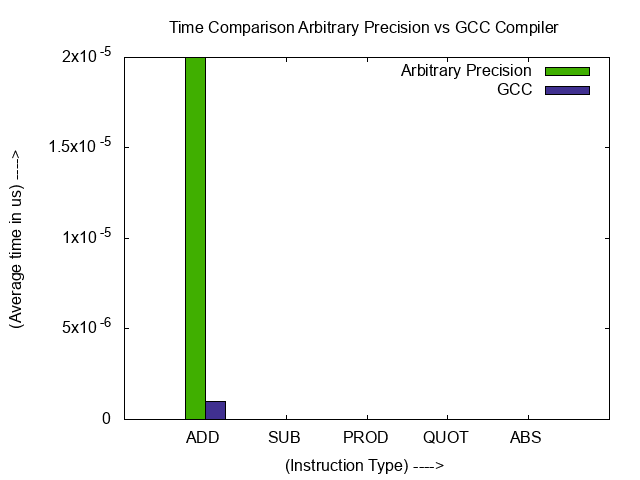 Time Comparison Arbitrary Precision vs GCC Compiler
2x10⁻⁵
Arbitrary Precision
GCC
1.5x10⁻⁵
1x10⁻⁵
5x10⁻⁶
0
(Average time in us) ---->
ADD SUB PROD QUOT ABS
(Instruction Type) ---->